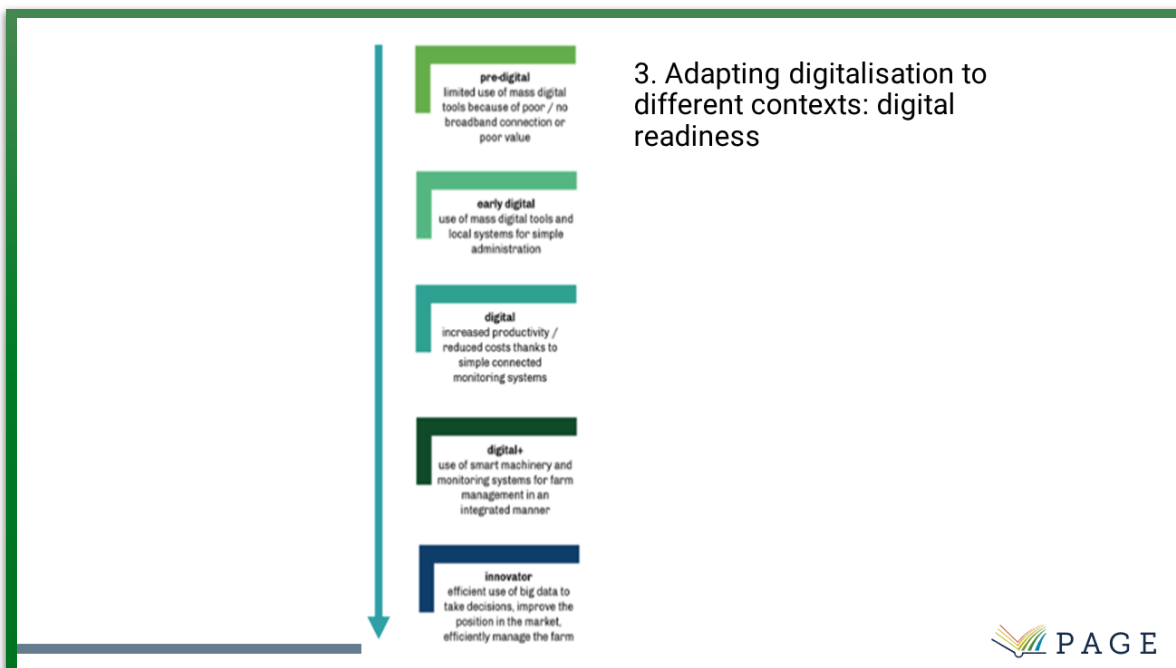 3. Adapting digitalisation to
different contexts: digital
readiness
pre-digital
limited use of mass digital
tools because of poor / no
broadband connection or
poor value
early digital
use of mass digital tools and
local systems for simple
administration
digital
increased productivity /
reduced costs thanks to
simple connected
monitoring systems
digital+
use of smart machinery and
monitoring systems for farm
management in an
integrated manner
innovator
efficient use of big data to
take decisions, improve the
position in the market,
efficiently manage the farm
PAGE